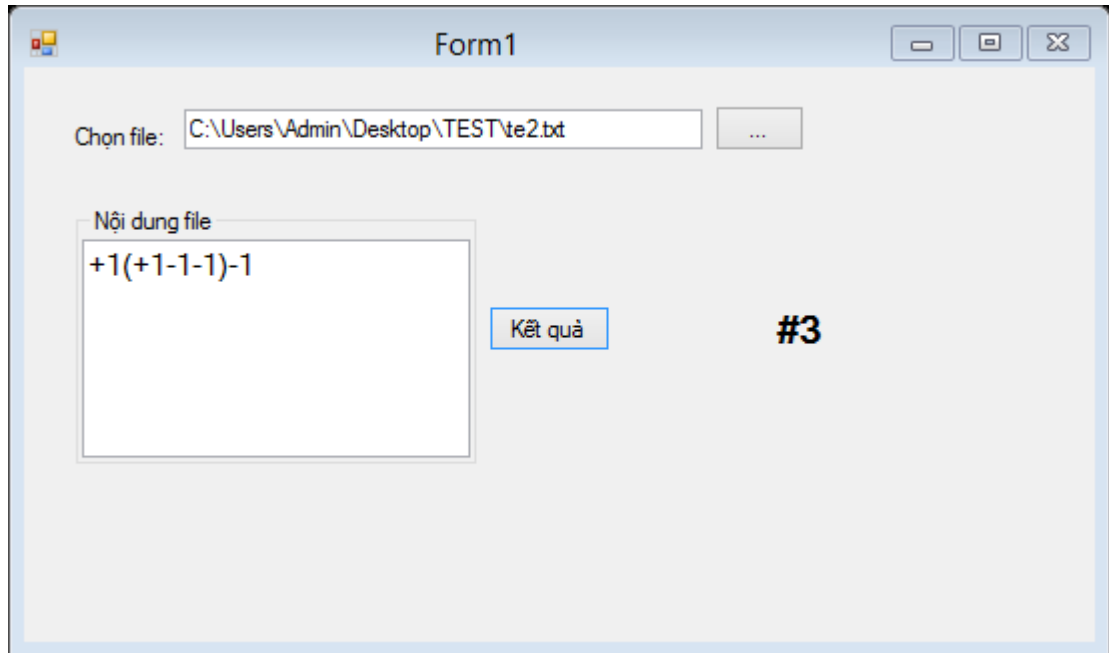 Form1
Chọn file: C:\Users\Admin\Desktop\TEST\te2.txt ...
Nội dung file
+1(+1-1-1)-1
Kết quả #3